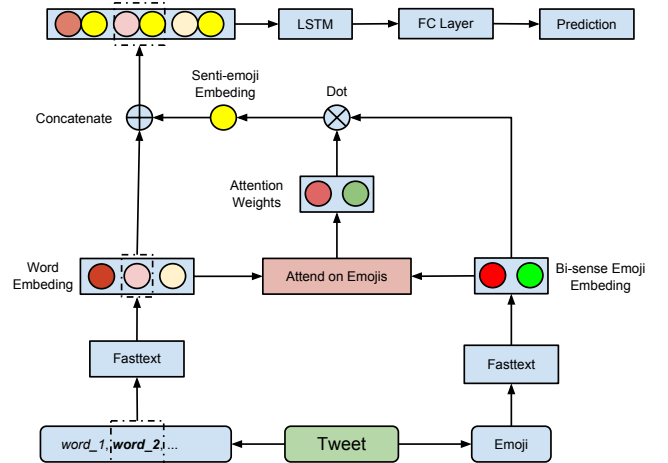 LSTM
FC Layer
Prediction
Senti-emoji
Embeding
Dot
Concatenate
Attention
Weights
Word
Embeding
Attend on Emojis
Bi-sense Emoji
Embeding
Fasttext
Fasttext
word_1, word_2, ...
Tweet
Emoji